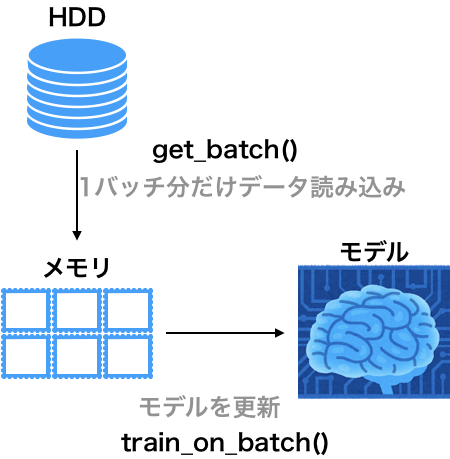 HDD
get_batch()
1バッチ分だけデータ読み込み
メモリ
モデル
モデルを更新
train_on_batch()